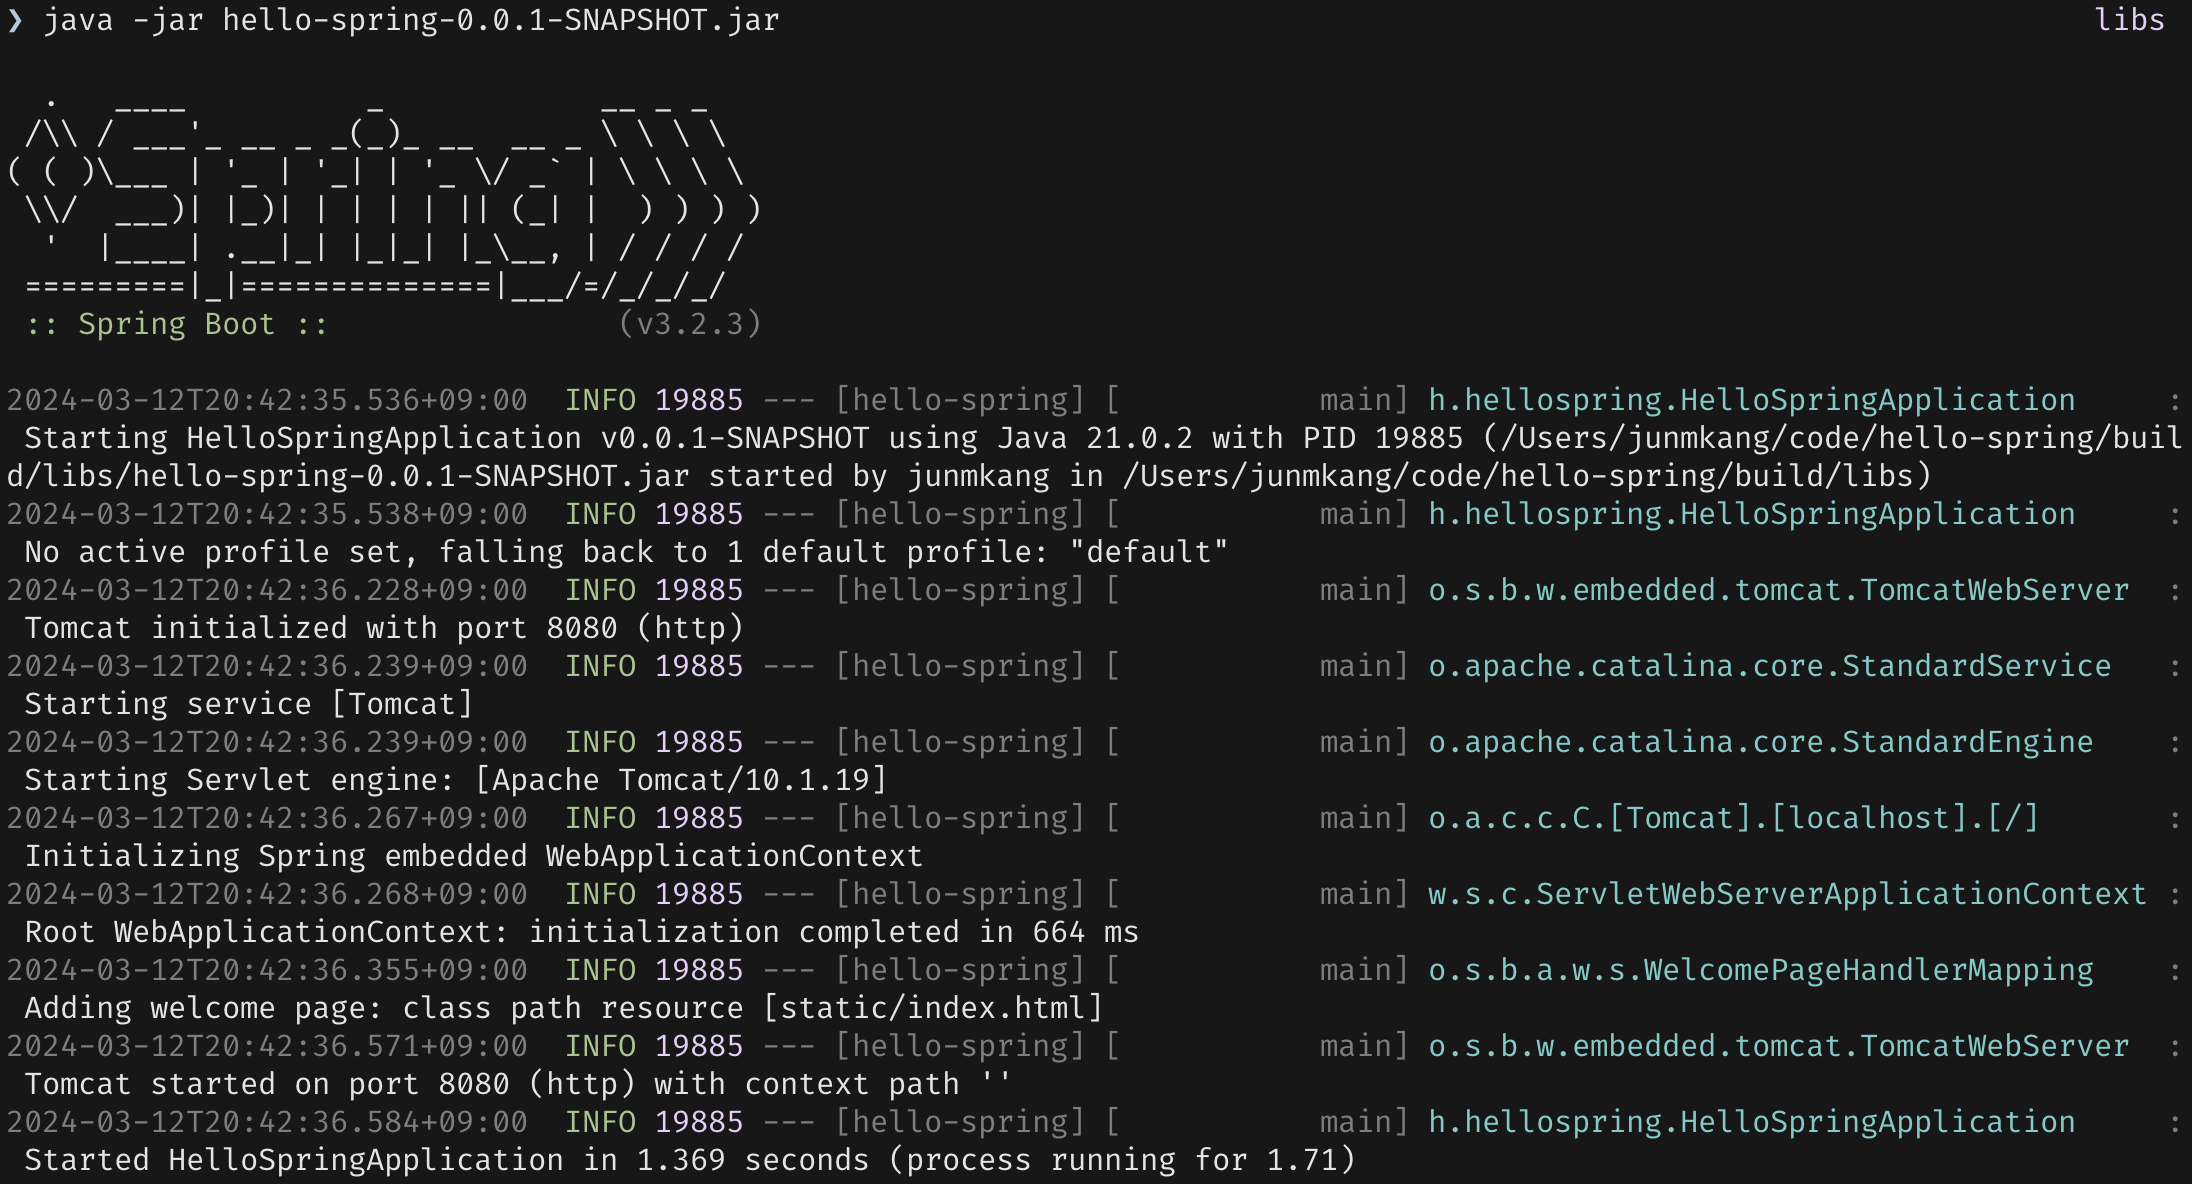 ❯ java -jar hello-spring-0.0.1-SNAPSHOT.jar libs
  .   ____          _            __ _ _
 /\\ / ___'_ __ _ _(_)_ __  __ _ \ \ \ \
( ( )\___ | '_ | '_| | '_ \/ _` | \ \ \ \
 \\/  ___)| |_)| | | | | || (_| |  ) ) ) )
  '  |____| .__|_| |_|_| |_\__, | / / / /
 =========|_|==============|___/=/_/_/_/
 :: Spring Boot ::                (v3.2.3)
2024-03-12T20:42:35.536+09:00  INFO 19885 --- [hello-spring] [           main] h.hellospring.HelloSpringApplication     :
 Starting HelloSpringApplication v0.0.1-SNAPSHOT using Java 21.0.2 with PID 19885 (/Users/junmkang/code/hello-spring/buil
d/libs/hello-spring-0.0.1-SNAPSHOT.jar started by junmkang in /Users/junmkang/code/hello-spring/build/libs)
2024-03-12T20:42:35.538+09:00  INFO 19885 --- [hello-spring] [           main] h.hellospring.HelloSpringApplication     :
 No active profile set, falling back to 1 default profile: "default"
2024-03-12T20:42:36.228+09:00  INFO 19885 --- [hello-spring] [           main] o.s.b.w.embedded.tomcat.TomcatWebServer  :
 Tomcat initialized with port 8080 (http)
2024-03-12T20:42:36.239+09:00  INFO 19885 --- [hello-spring] [           main] o.apache.catalina.core.StandardService   :
 Starting service [Tomcat]
2024-03-12T20:42:36.239+09:00  INFO 19885 --- [hello-spring] [           main] o.apache.catalina.core.StandardEngine    :
 Starting Servlet engine: [Apache Tomcat/10.1.19]
2024-03-12T20:42:36.267+09:00  INFO 19885 --- [hello-spring] [           main] o.a.c.c.C.[Tomcat].[localhost].[/]       :
 Initializing Spring embedded WebApplicationContext
2024-03-12T20:42:36.268+09:00  INFO 19885 --- [hello-spring] [           main] w.s.c.ServletWebServerApplicationContext :
 Root WebApplicationContext: initialization completed in 664 ms
2024-03-12T20:42:36.355+09:00  INFO 19885 --- [hello-spring] [           main] o.s.b.a.w.s.WelcomePageHandlerMapping    :
 Adding welcome page: class path resource [static/index.html]
2024-03-12T20:42:36.571+09:00  INFO 19885 --- [hello-spring] [           main] o.s.b.w.embedded.tomcat.TomcatWebServer  :
 Tomcat started on port 8080 (http) with context path ''
2024-03-12T20:42:36.584+09:00  INFO 19885 --- [hello-spring] [           main] h.hellospring.HelloSpringApplication     :
 Started HelloSpringApplication in 1.369 seconds (process running for 1.71)